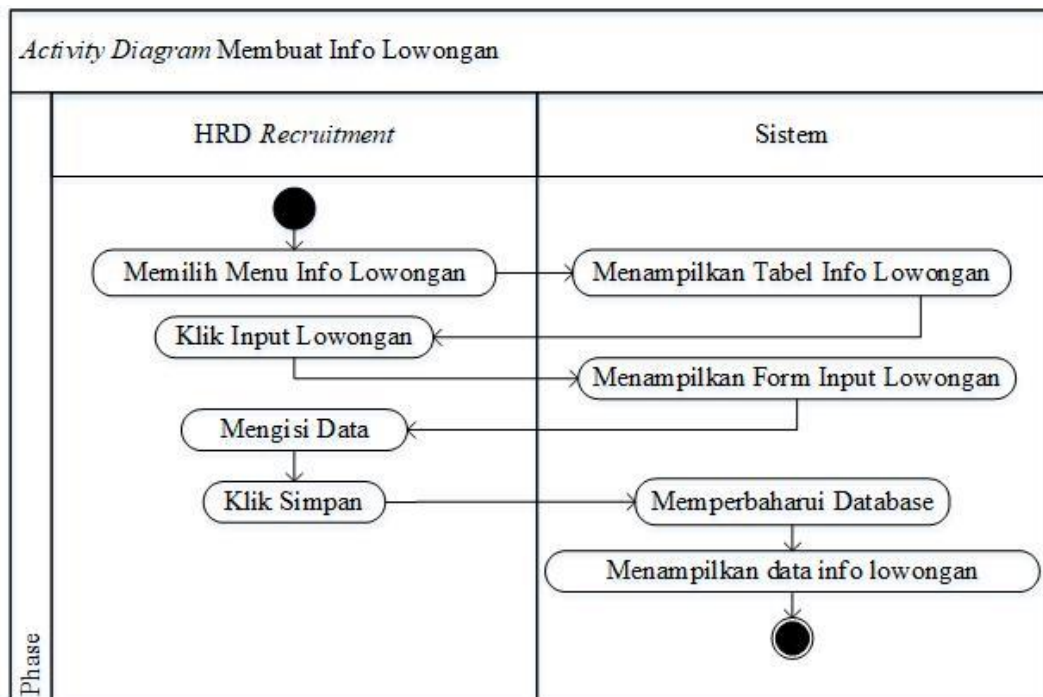 Activity Diagram Membuat Info Lowongan
HRD Recruitment
Sistem
Memilih Menu Info Lowongan
Menampilkan Tabel Info Lowongan
Klik Input Lowongan
Menampilkan Form Input Lowongan
Mengisi Data
Klik Simpan
Memperbaharui Database
Menampilkan data info lowongan
Phase